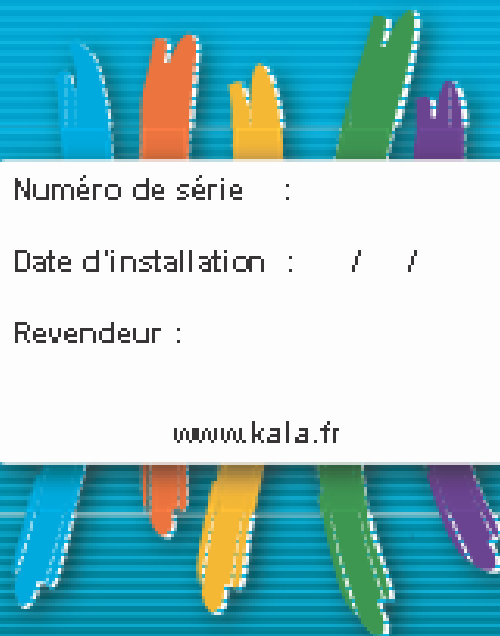 Numéro de série :
Date d'installation : / /
Revendeur :
www.kala.fr